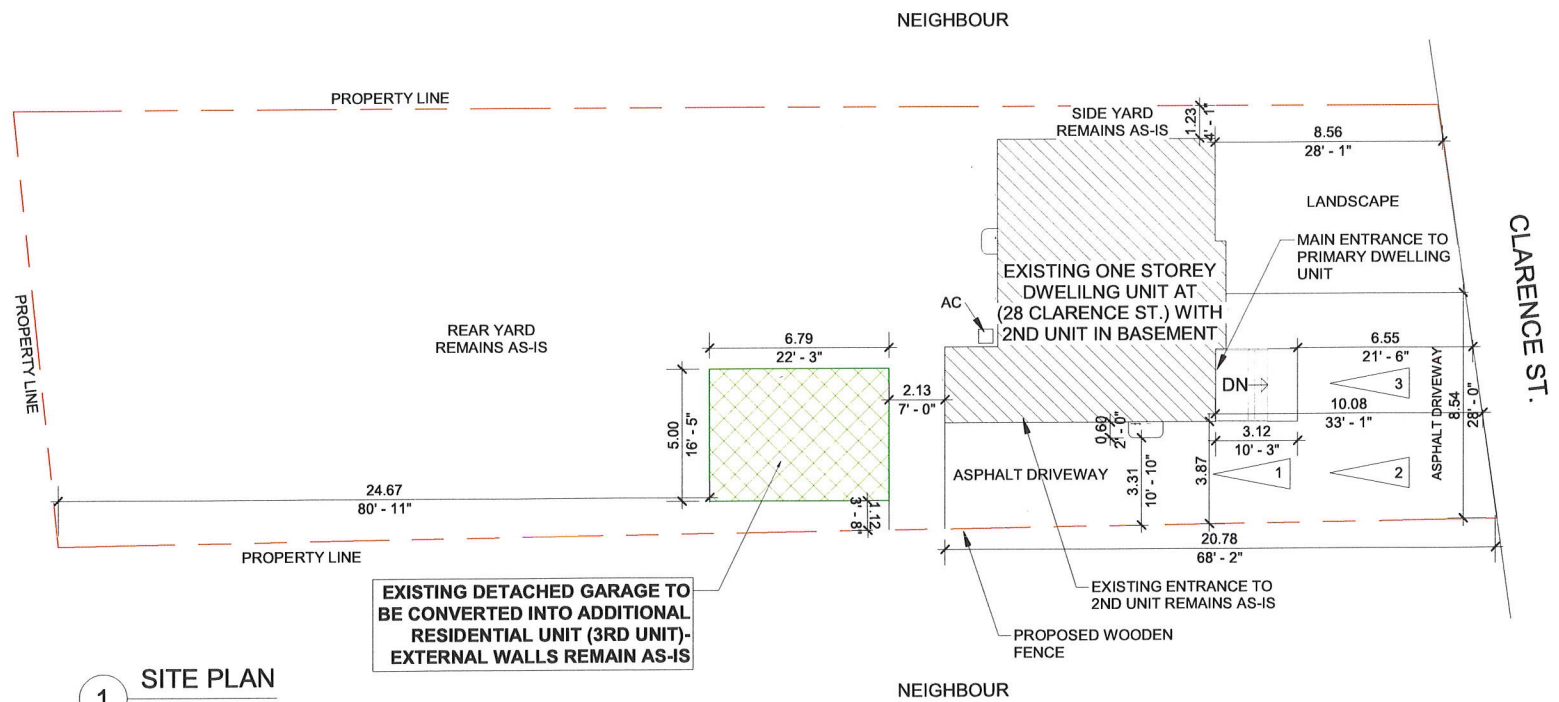 NEIGHBOUR
PROPERTY LINE
SIDE YARD
REMAINS AS-IS
1.23
4' - 1"
8.56
28' - 1"
LANDSCAPE
MAIN ENTRANCE TO
PRIMARY DWELLING
UNIT
CLARENCE ST.
EXISTING ONE STOREY
DWELILNG UNIT AT
(28 CLARENCE ST.) WITH
2ND UNIT IN BASEMENT
AC
PROPERTY LINE
REAR YARD
REMAINS AS-IS
6.79
22' - 3"
2.13
7' - 0"
5.00
16' - 5"
6.55
21' - 6"
DN
3
10.08
33' - 1"
8.54
28' - 0"
ASPHALT DRIVEWAY
0.60
2' - 0"
3.12
10' - 3"
ASPHALT DRIVEWAY
3.31
10' - 10"
3.87
1
2
24.67
80' - 11"
1.12
3' - 8"
20.78
68' - 2"
PROPERTY LINE
EXISTING DETACHED GARAGE TO
BE CONVERTED INTO ADDITIONAL
RESIDENTIAL UNIT (3RD UNIT)-
EXTERNAL WALLS REMAIN AS-IS
EXISTING ENTRANCE TO
2ND UNIT REMAINS AS-IS
PROPOSED WOODEN
FENCE
1
SITE PLAN
NEIGHBOUR